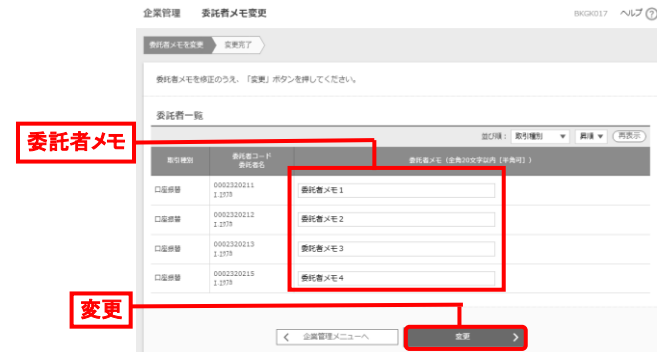 企業管理 委託者メモ変更 BKGK017 ヘルプ ?
委託者メモを変更 変更完了
委託者メモを修正のうえ、「変更」ボタンを押してください。
委託者一覧
委託者メモ
並び順： 取引種別 ▼ 昇順 ▼ 再表示
取引種別 委託者コード 委託者名 委託者メモ（全角20文字以内［半角可］）
口座振替 0002320211 委託者メモ1
口座振替 0002320212 委託者メモ2
口座振替 0002320213 委託者メモ3
口座振替 0002320215 委託者メモ4
変更
企業管理メニューへ 変更